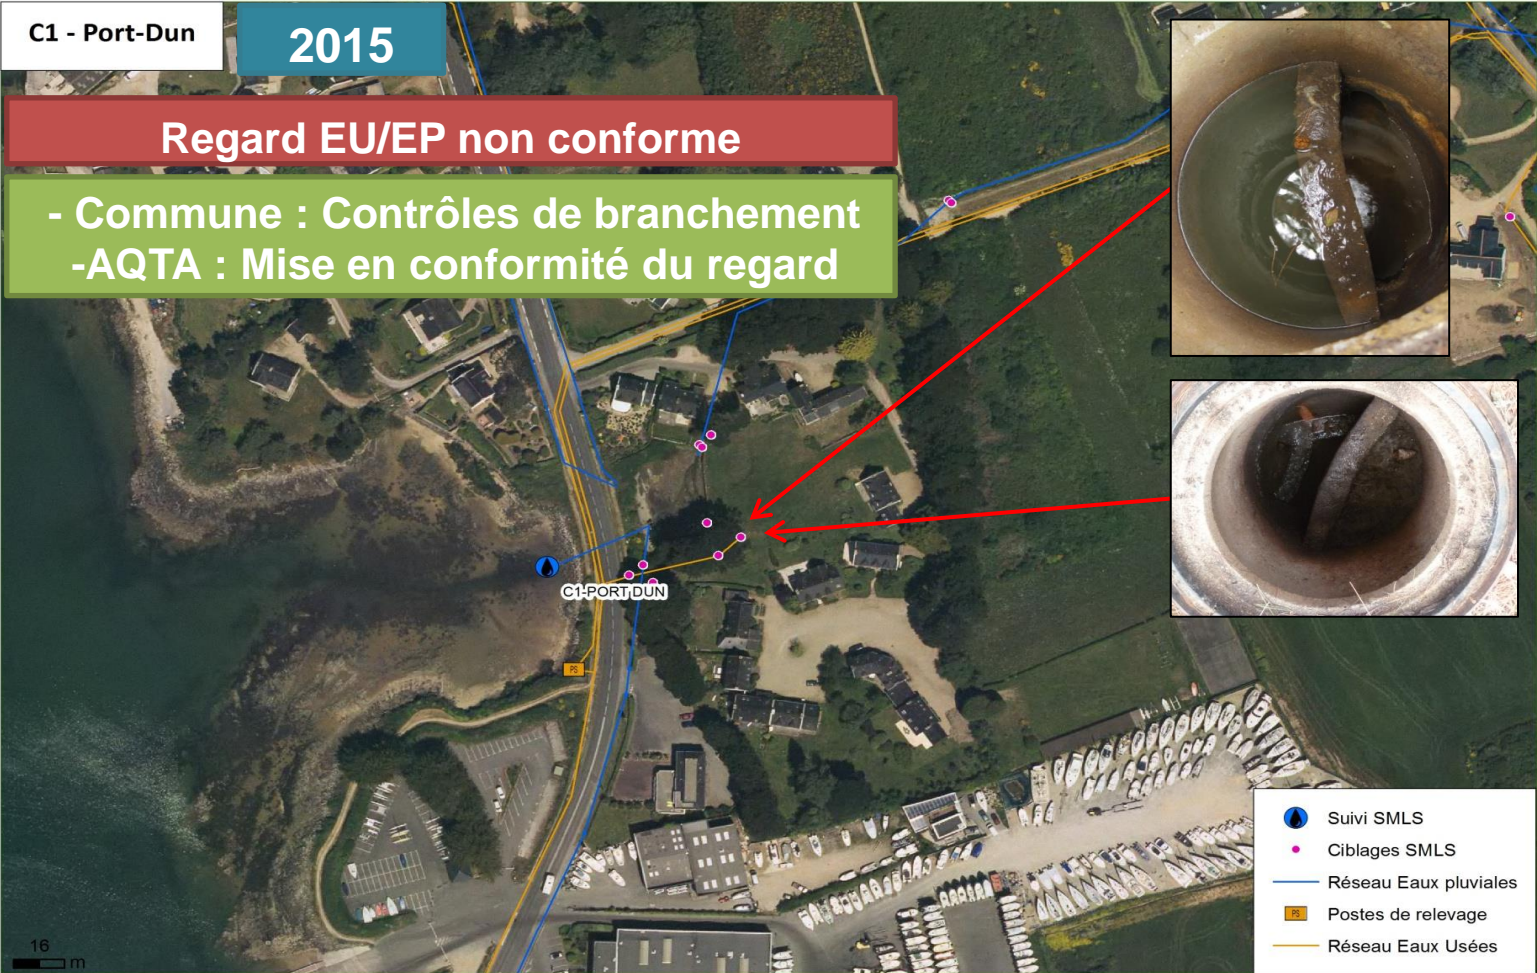 C1 - Port-Dun
2015
Regard EU/EP non conforme
- Commune : Contrôles de branchement
-AQTA : Mise en conformité du regard
C1-PORT DUN
PS
Suivi SMLS
Ciblages SMLS
Réseau Eaux pluviales
PS Postes de relevage
Réseau Eaux Usées
16
m